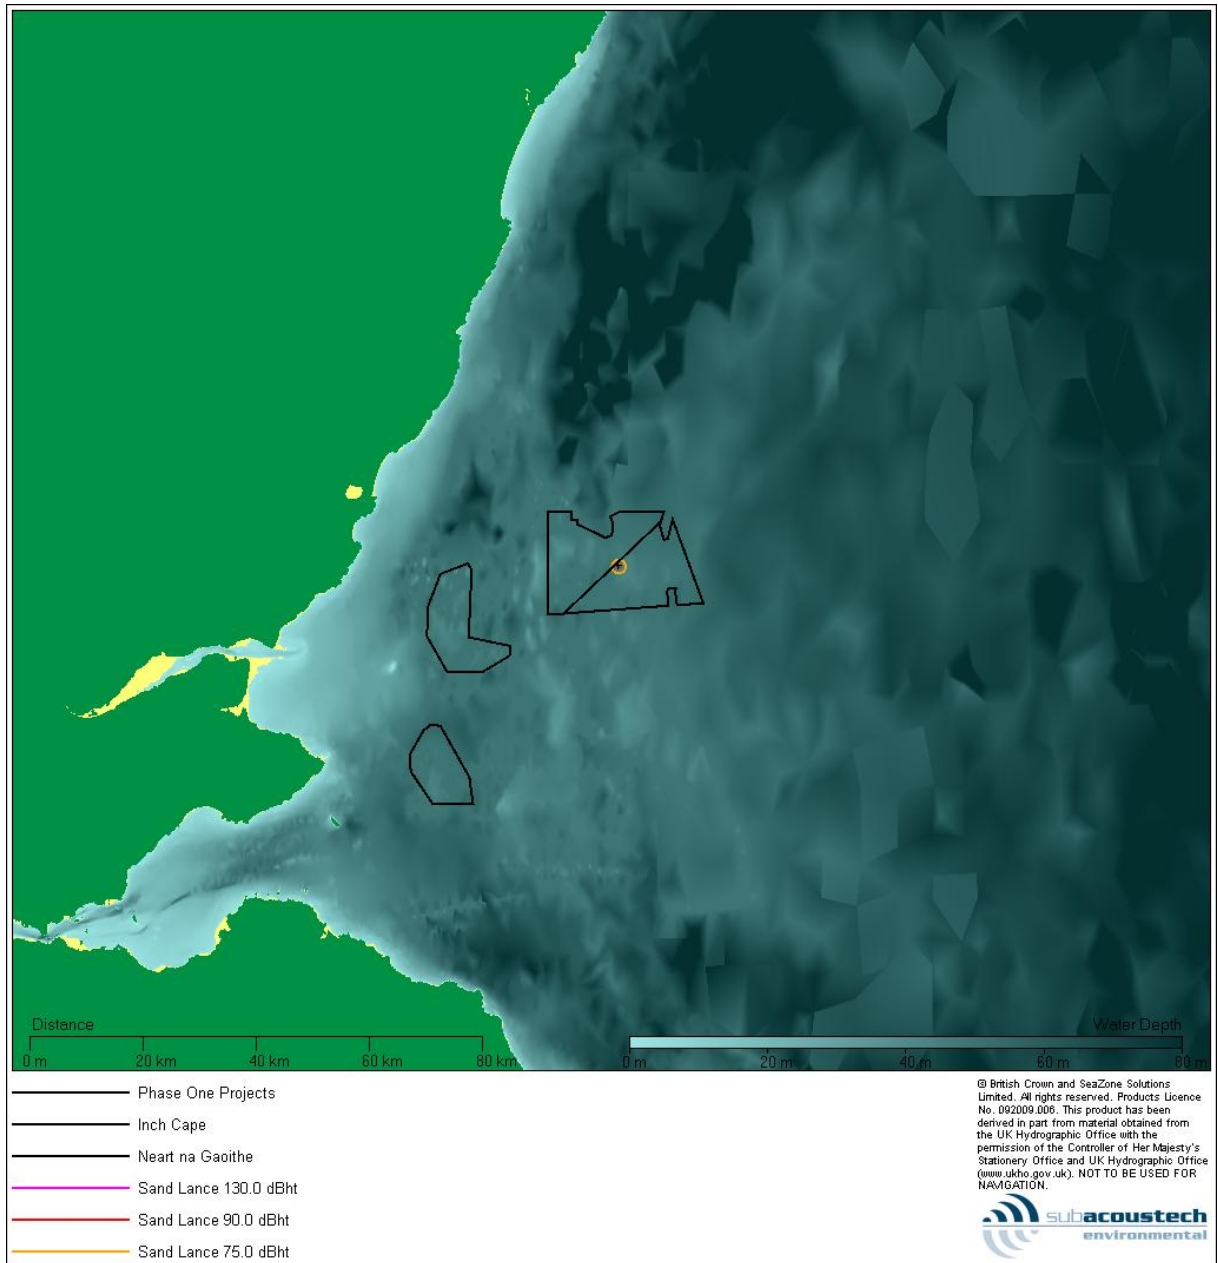 Distance
0 m 20 km 40 km 60 km 80 km
Water Depth
0 m 20 m 40 m 60 m 80 m
Phase One Projects
Inch Cape
Neart na Gaoithe
Sand Lance 130.0 dBht
Sand Lance 90.0 dBht
Sand Lance 75.0 dBht
© British Crown and SeaZone Solutions
Limited. All rights reserved. Products Licence
No. 092009.006. This product has been
derived in part from material obtained from
the UK Hydrographic Office with the
permission of the Controller of Her Majesty's
Stationery Office and UK Hydrographic Office
(www.ukho.gov.uk). NOT TO BE USED FOR
NAVIGATION.
subacoustech
environmental